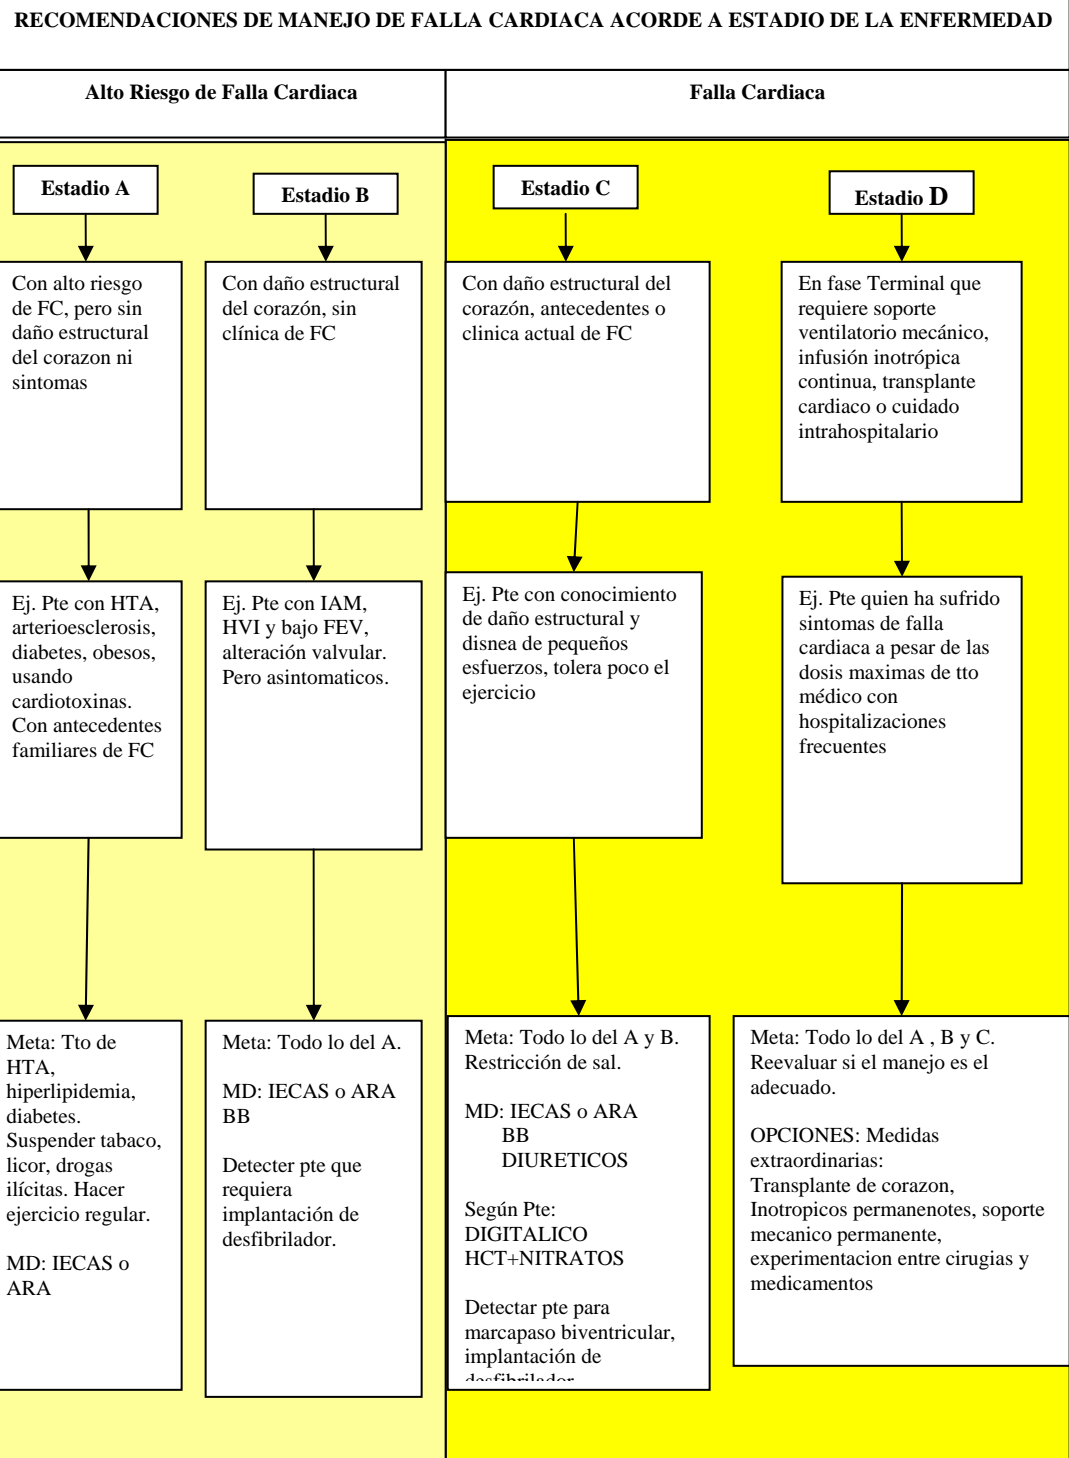 RECOMENDACIONES DE MANEJO DE FALLA CARDIACA ACORDE A ESTADIO DE LA ENFERMEDAD
Alto Riesgo de Falla Cardiaca
Falla Cardiaca
Estadio A
Estadio B
Estadio C
Estadio D
Con alto riesgo
de FC, pero sin
daño estructural
del corazon ni
sintomas
Con daño estructural
del corazón, sin
clínica de FC
Con daño estructural del
corazón, antecedentes o
clinica actual de FC
En fase Terminal que
requiere soporte
ventilatorio mecánico,
infusión inotrópica
continua, transplante
cardiaco o cuidado
intrahospitalario
Ej. Pte con HTA,
arterioesclerosis,
diabetes, obesos,
usando
cardiotoxinas.
Con antecedentes
familiares de FC
Ej. Pte con IAM,
HVI y bajo FEV,
alteración valvular.
Pero asintomaticos.
Ej. Pte con conocimiento
de daño estructural y
disnea de pequeños
esfuerzos, tolera poco el
ejercicio
Ej. Pte quien ha sufrido
sintomas de falla
cardiaca a pesar de las
dosis maximas de tto
médico con
hospitalizaciones
frecuentes
Meta: Tto de
HTA,
hiperlipidemia,
diabetes.
Suspender tabaco,
licor, drogas
ilícitas. Hacer
ejercicio regular.
MD: IECAS o
ARA
Meta: Todo lo del A.
MD: IECAS o ARA
BB
Detecter pte que
requiera
implantación de
desfibrilador.
Meta: Todo lo del A y B.
Restricción de sal.
MD: IECAS o ARA
BB
DIURETICOS
Según Pte:
DIGITALICO
HCT+NITRATOS
Detectar pte para
marcapaso biventricular,
implantación de
desfibrilador
Meta: Todo lo del A , B y C.
Reevaluar si el manejo es el
adecuado.
OPCIONES: Medidas
extraordinarias:
Transplante de corazon,
Inotropicos permanenotes, soporte
mecanico permanente,
experimentacion entre cirugias y
medicamentos